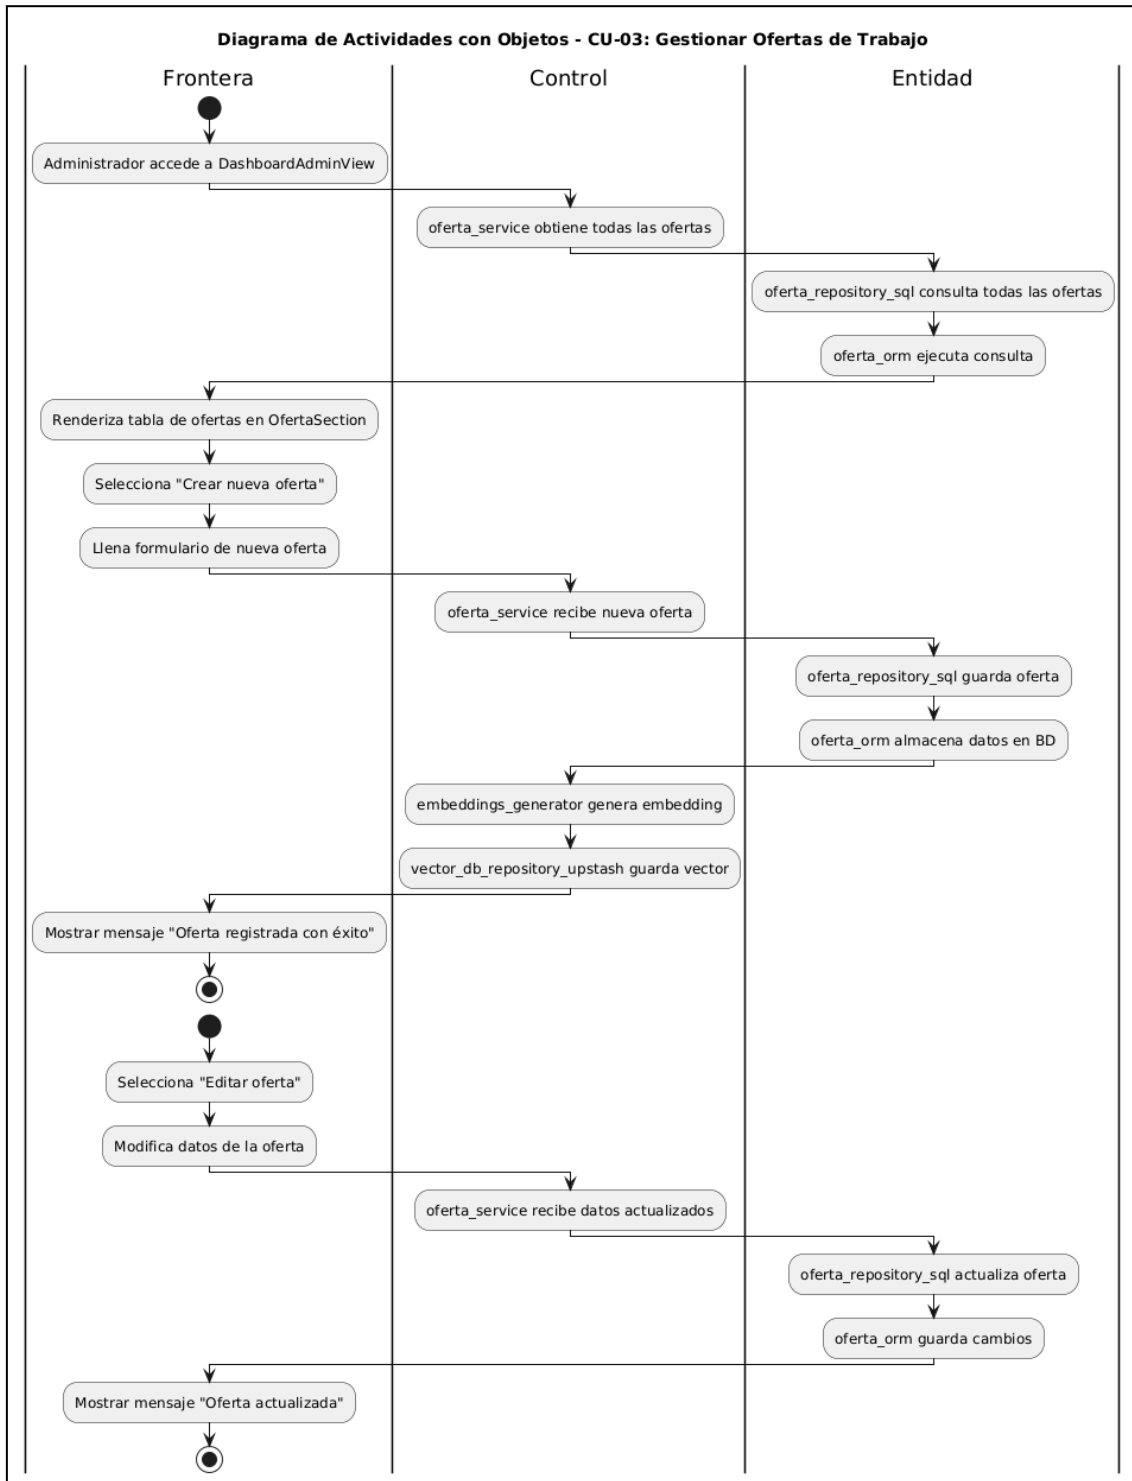 Diagrama de Actividades con Objetos - CU-03: Gestionar Ofertas de Trabajo
Frontera
Control
Entidad
Administrador accede a DashboardAdminView
oferta_service obtiene todas las ofertas
oferta_repository_sql consulta todas las ofertas
oferta_orm ejecuta consulta
Renderiza tabla de ofertas en OfertaSection
Selecciona "Crear nueva oferta"
Llena formulario de nueva oferta
oferta_service recibe nueva oferta
oferta_repository_sql guarda oferta
oferta_orm almacena datos en BD
embeddings_generator genera embedding
vector_db_repository_upstash guarda vector
Mostrar mensaje "Oferta registrada con éxito"
Selecciona "Editar oferta"
Modifica datos de la oferta
oferta_service recibe datos actualizados
oferta_repository_sql actualiza oferta
oferta_orm guarda cambios
Mostrar mensaje "Oferta actualizada"